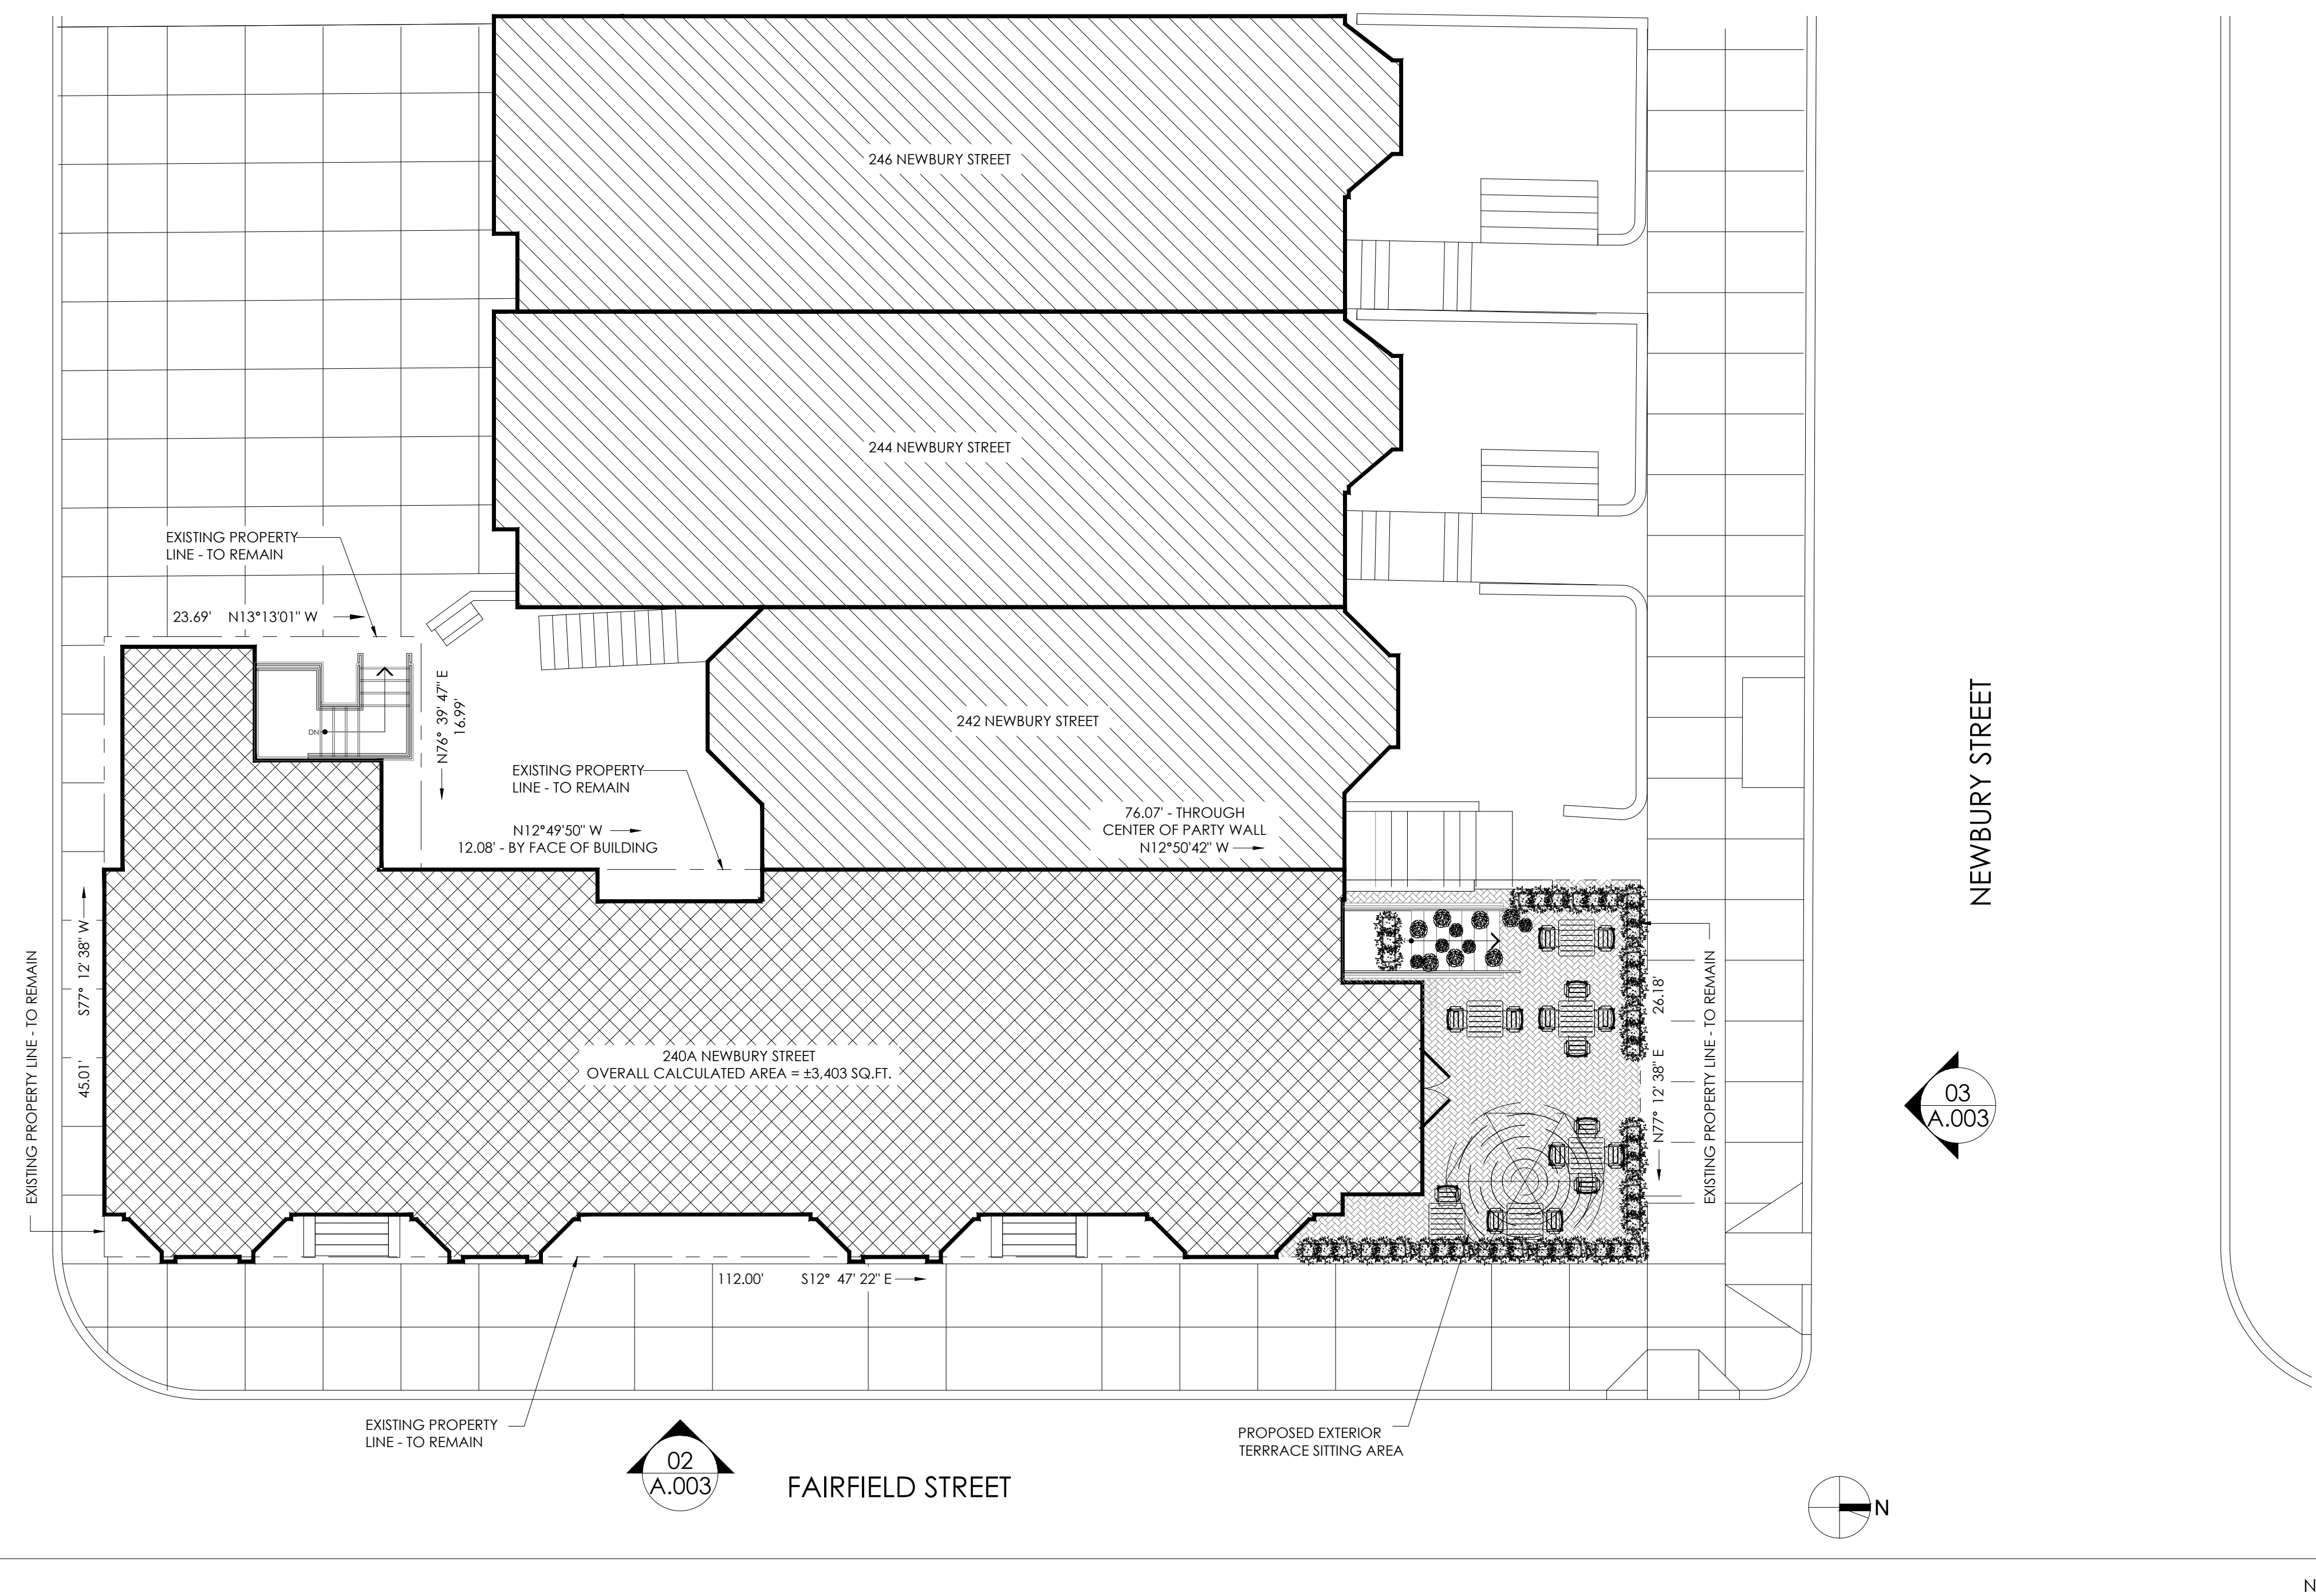 246 NEWBURY STREET
244 NEWBURY STREET
EXISTING PROPERTY
LINE - TO REMAIN
23.69' N13°13'01" W
N76° 39' 47" E
16.99'
DN
242 NEWBURY STREET
EXISTING PROPERTY
LINE - TO REMAIN
N12°49'50" W
12.08' - BY FACE OF BUILDING
76.07' - THROUGH
CENTER OF PARTY WALL
N12°50'42" W
NEWBURY STREET
EXISTING PROPERTY LINE - TO REMAIN
45.01' S77° 12' 38" W
240A NEWBURY STREET
OVERALL CALCULATED AREA = ±3,403 SQ.FT.
N77° 12' 38" E 26.18'
EXISTING PROPERTY LINE - TO REMAIN
03
A.003
112.00' S12° 47' 22" E
EXISTING PROPERTY
LINE - TO REMAIN
02
A.003
FAIRFIELD STREET
PROPOSED EXTERIOR
TERRRACE SITTING AREA
N
N